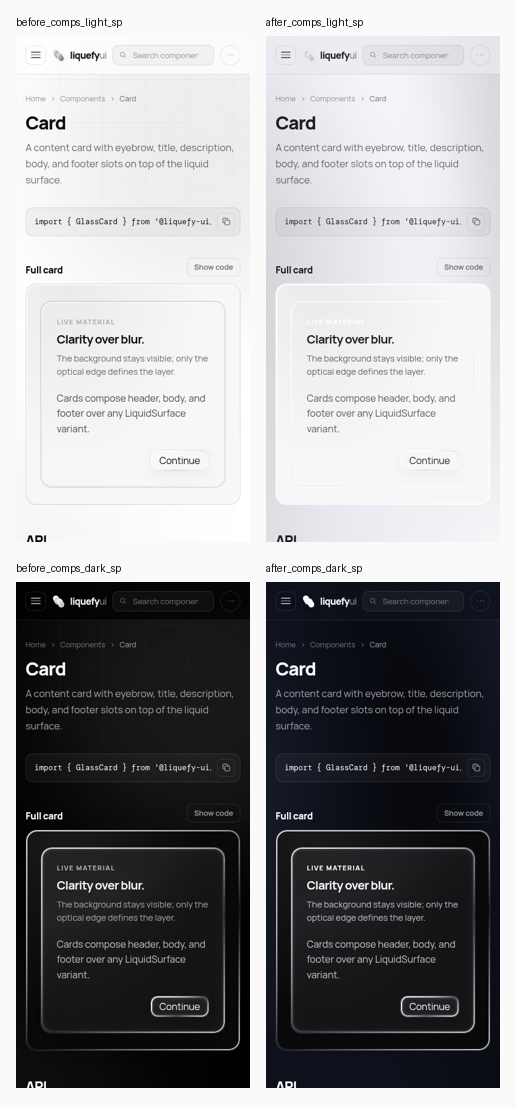 before_comps_light_sp
after_comps_light_sp
liquefyui
Search componer
Home › Components › Card
Card
A content card with eyebrow, title, description,
body, and footer slots on top of the liquid
surface.
import { GlassCard } from '@liquefy-ui.
Full card
Show code
LIVE MATERIAL
Clarity over blur.
The background stays visible; only the
optical edge defines the layer.
Cards compose header, body, and
footer over any LiquidSurface
variant.
Continue
API
liquefyui
Search componer
Home › Components › Card
Card
A content card with eyebrow, title, description,
body, and footer slots on top of the liquid
surface.
import { GlassCard } from '@liquefy-ui.
Full card
Show code
LIVE MATERIAL
Clarity over blur.
The background stays visible; only the
optical edge defines the layer.
Cards compose header, body, and
footer over any LiquidSurface
variant.
Continue
API
before_comps_dark_sp
after_comps_dark_sp
liquefyui
Search componer
Home › Components › Card
Card
A content card with eyebrow, title, description,
body, and footer slots on top of the liquid
surface.
import { GlassCard } from '@liquefy-ui.
Full card
Show code
LIVE MATERIAL
Clarity over blur.
The background stays visible; only the
optical edge defines the layer.
Cards compose header, body, and
footer over any LiquidSurface
variant.
Continue
API
liquefyui
Search componer
Home › Components › Card
Card
A content card with eyebrow, title, description,
body, and footer slots on top of the liquid
surface.
import { GlassCard } from '@liquefy-ui.
Full card
Show code
LIVE MATERIAL
Clarity over blur.
The background stays visible; only the
optical edge defines the layer.
Cards compose header, body, and
footer over any LiquidSurface
variant.
Continue
API